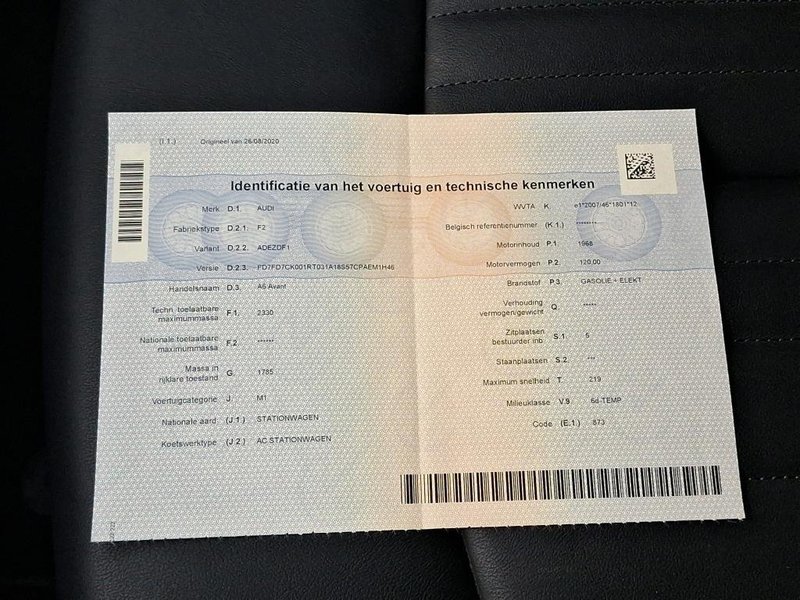 (I.1.) Origineel van 26/08/2020
Identificatie van het voertuig en technische kenmerken
Merk D.1. AUDI
Fabriekstype D.2.1. F2
Variant D.2.2. ADEZDF1
Versie D.2.3. FD7FD7CK001RT031A18S57CPAEM1H46
Handelsnaam D.3. A6 Avant
Techn. toelaatbare
maximummassa F.1. 2330
Nationale toelaatbare
maximummassa F.2 ******
Massa in
rijklare toestand G. 1785
Voertuigcategorie J. M1
Nationale aard (J.1.) STATIONWAGEN
Koetswerktype (J.2.) AC STATIONWAGEN
WVTA K. e1*2007/46*1801*12
Belgisch referentienummer (K.1.) ********
Motorinhoud P.1. 1968
Motorvermogen P.2. 120,00
Brandstof P.3. GASOLIE + ELEKT
Verhouding
vermogen/gewicht Q. *****
Zitplaatsen
bestuurder inb. S.1. 5
Staanplaatsen S.2. ***
Maximum snelheid T. 219
Milieuklasse V.9. 6d-TEMP
Code (E.1.) 873